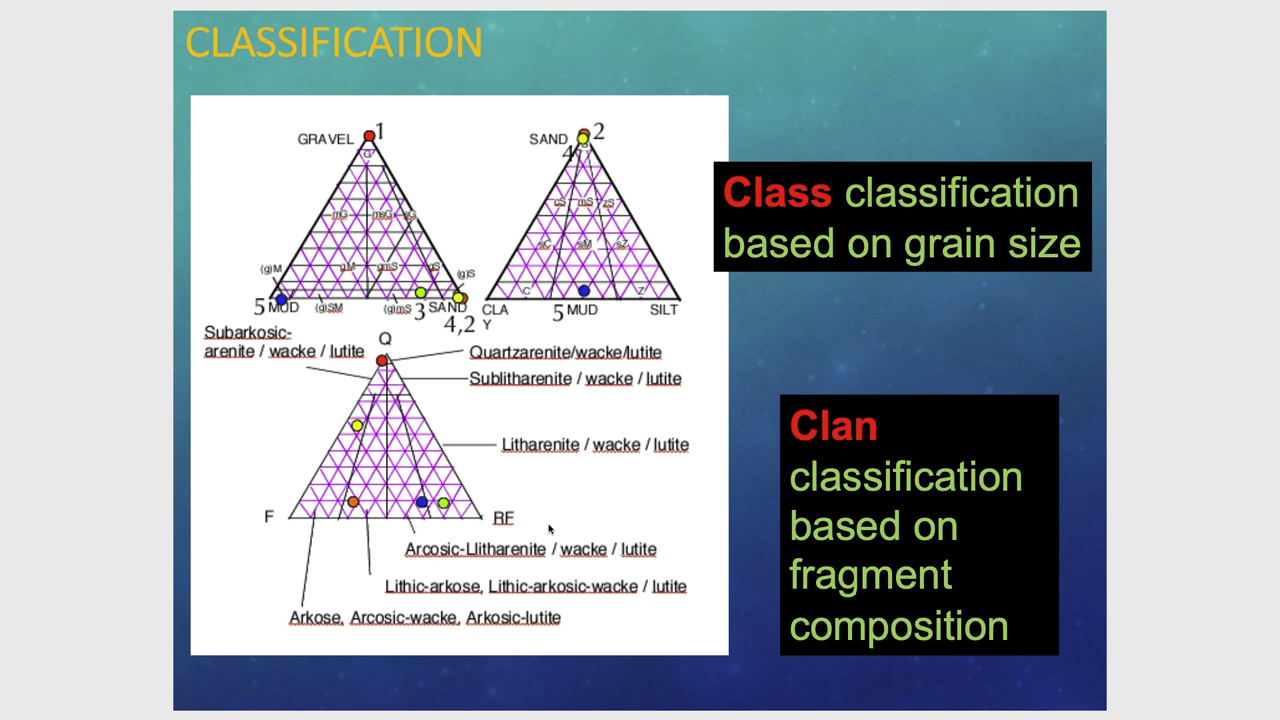 CLASSIFICATION
GRAVEL 1
G
mG msG sG
(g)M gM gmS gS (g)S
5 MUD (g)SM (g)mS 3 SAND
4,2
SAND 2
4
cS mS zS
sC sM sZ
C Z
CLA
Y 5 MUD SILT
Subarkosic-
arenite / wacke / lutite
Q
Quartzarenite/wacke/lutite
Sublitharenite / wacke / lutite
Litharenite / wacke / lutite
F RF
Arcosic-Llitharenite / wacke / lutite
Lithic-arkose, Lithic-arkosic-wacke / lutite
Arkose, Arcosic-wacke, Arkosic-lutite
Class classification
based on grain size
Clan
classification
based on
fragment
composition